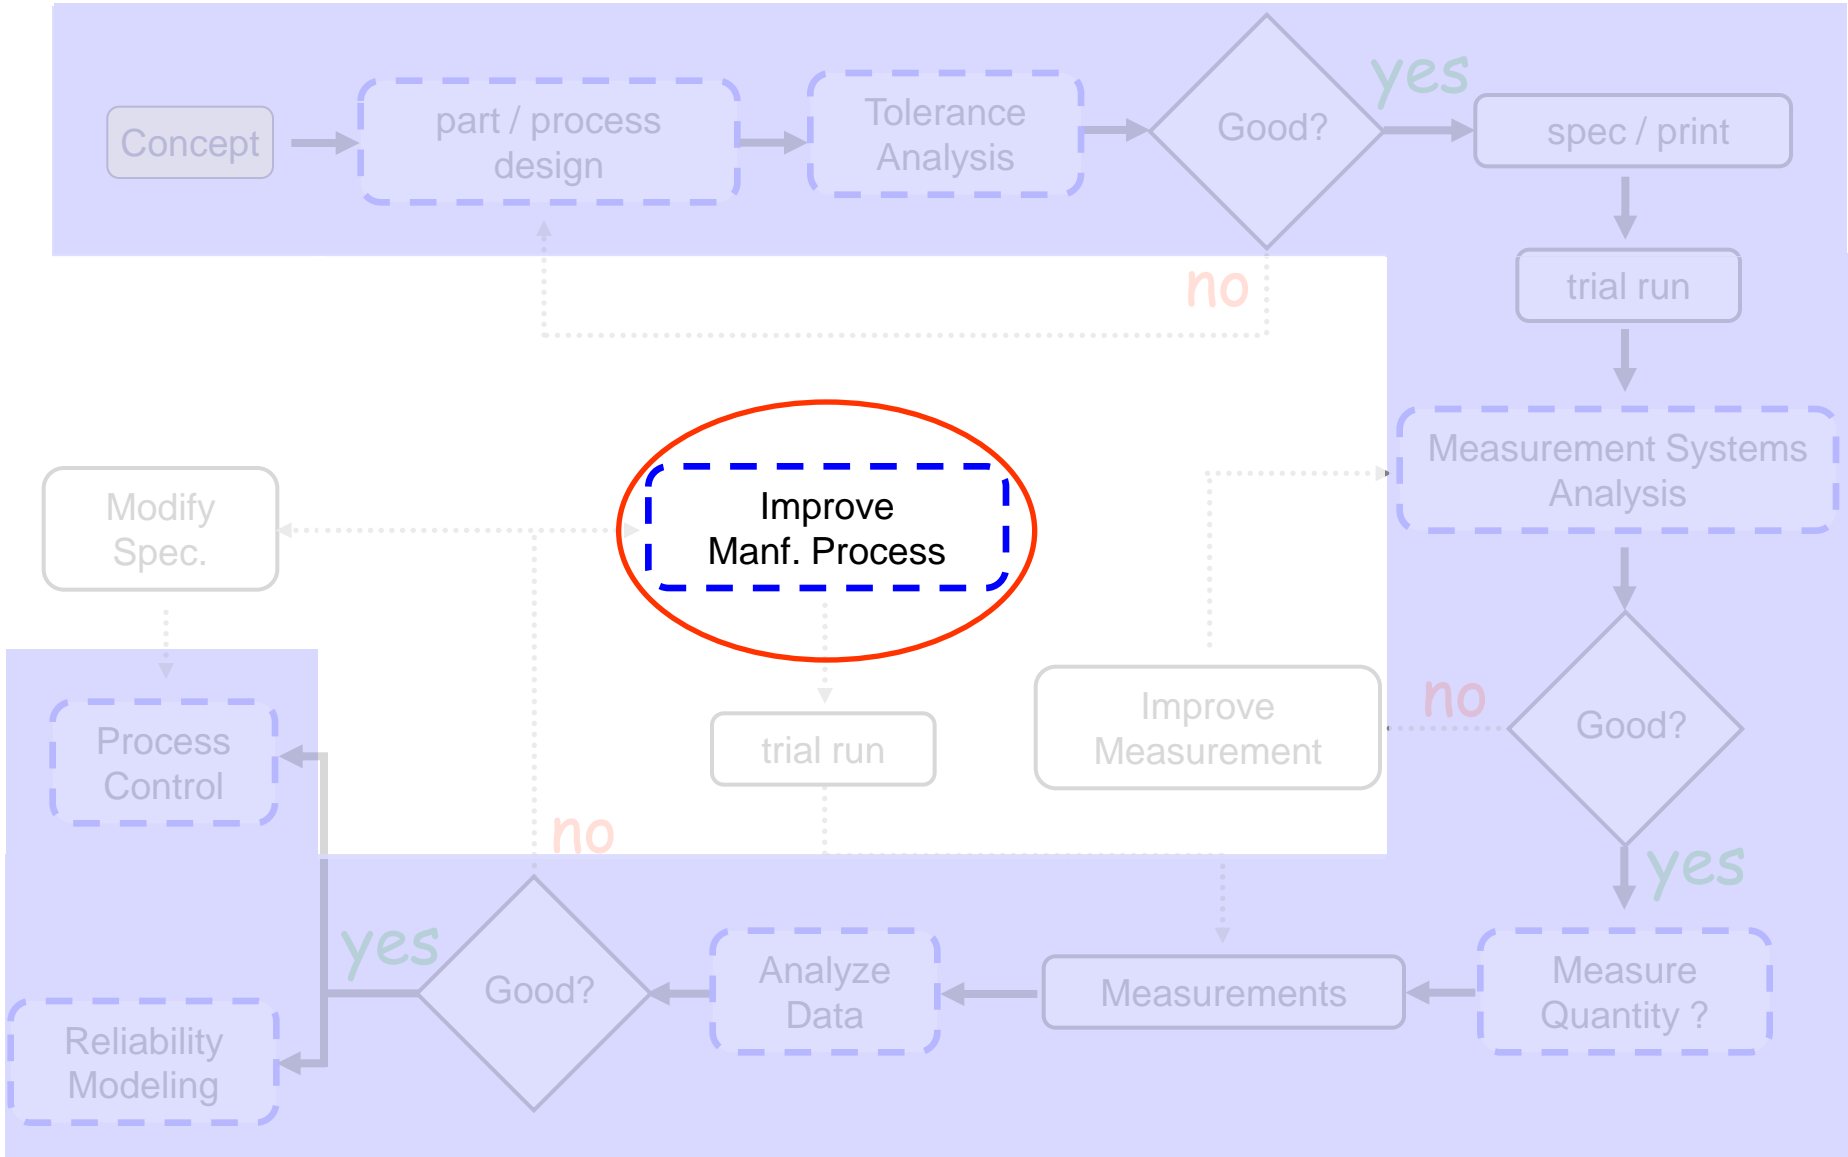 Concept
part / process
design
Tolerance
Analysis
Good?
yes
spec / print
no
trial run
Measurement Systems
Analysis
Modify
Spec.
Improve
Manf. Process
Improve
Measurement
no
Good?
Process
Control
trial run
no
yes
yes
Reliability
Modeling
Good?
Analyze
Data
Measurements
Measure
Quantity ?